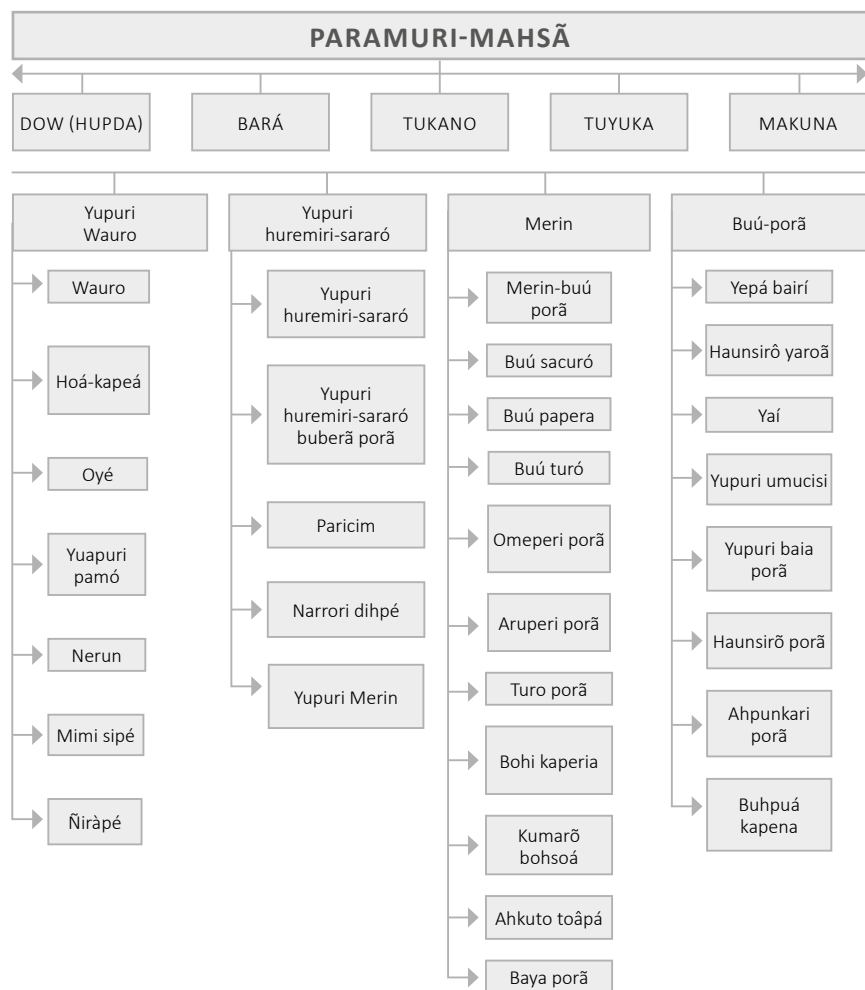 PARAMURI-MAHSÃ
DOW (HUPDA)
BARÁ
TUKANO
TUYUKA
MAKUNA
Yupuri
Wauro
Wauro
Hoá-kapeá
Oyé
Yuapuri
pamó
Nerun
Mimi sipé
Ñiràpé
Yupuri
huremiri-sararó
Yupuri
huremiri-sararó
Yupuri
huremiri-sararó
buberã porã
Paricim
Narrori dihpé
Yupuri Merin
Merin
Merin-buú
porã
Buú sacuró
Buú papera
Buú turó
Omeperi porã
Aruperi porã
Turo porã
Bohi kaperia
Kumarõ
bohsoá
Ahkuto toâpá
Baya porã
Buú-porã
Yepá bairí
Haunsirô yaroã
Yaí
Yupuri umucisi
Yupuri baia
porã
Haunsirõ porã
Ahpunkari
porã
Buhpuá
kapena